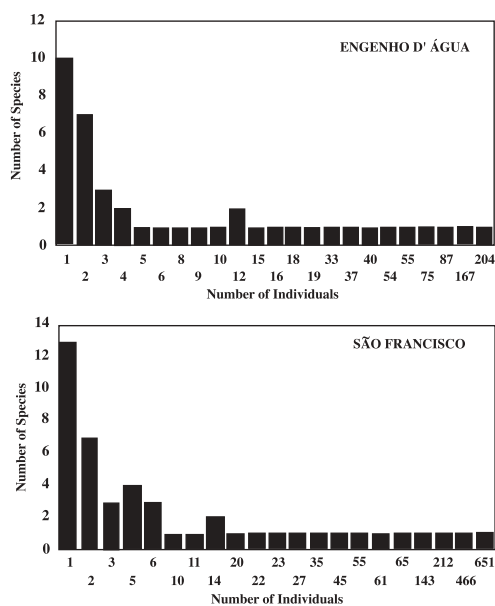 12
ENGENHO D' ÁGUA
10
8
6
4
2
0
Number of Species
1 3 5 8 10 15 18 33 40 55 87 204
2 4 6 9 12 16 19 37 54 75 167
Number of Individuals
14
SÃO FRANCISCO
12
10
8
6
4
2
0
Number of Species
1 3 6 11 20 23 35 55 65 212 651
2 5 10 14 22 27 45 61 143 466
Number of Individuals